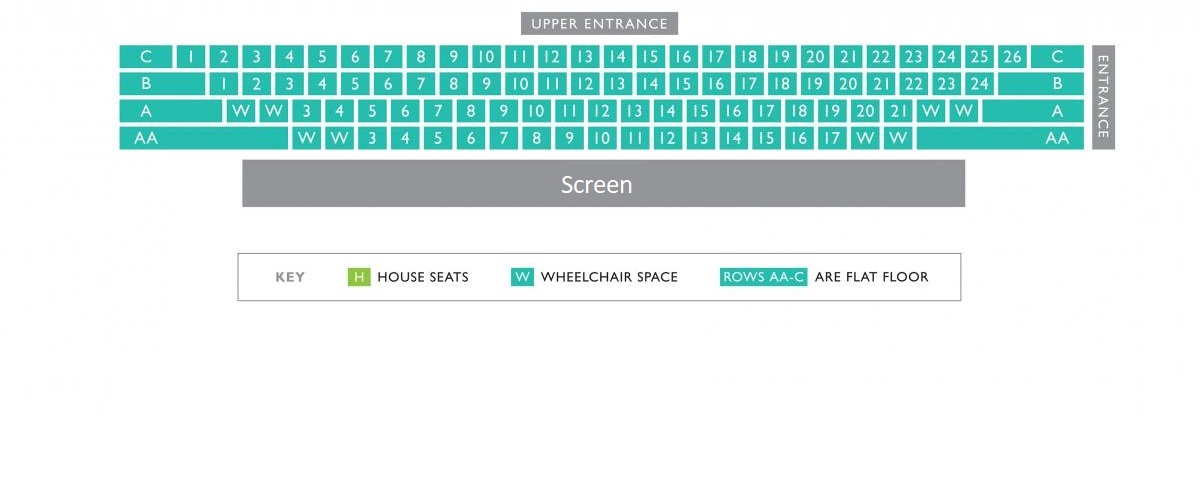 UPPER ENTRANCE
C 1 2 3 4 5 6 7 8 9 10 11 12 13 14 15 16 17 18 19 20 21 22 23 24 25 26 C
B 1 2 3 4 5 6 7 8 9 10 11 12 13 14 15 16 17 18 19 20 21 22 23 24 B
A W W 3 4 5 6 7 8 9 10 11 12 13 14 15 16 17 18 19 20 21 W W A
AA W W 3 4 5 6 7 8 9 10 11 12 13 14 15 16 17 W W AA
ENTRANCE
Screen
KEY H HOUSE SEATS W WHEELCHAIR SPACE ROWS AA-C ARE FLAT FLOOR